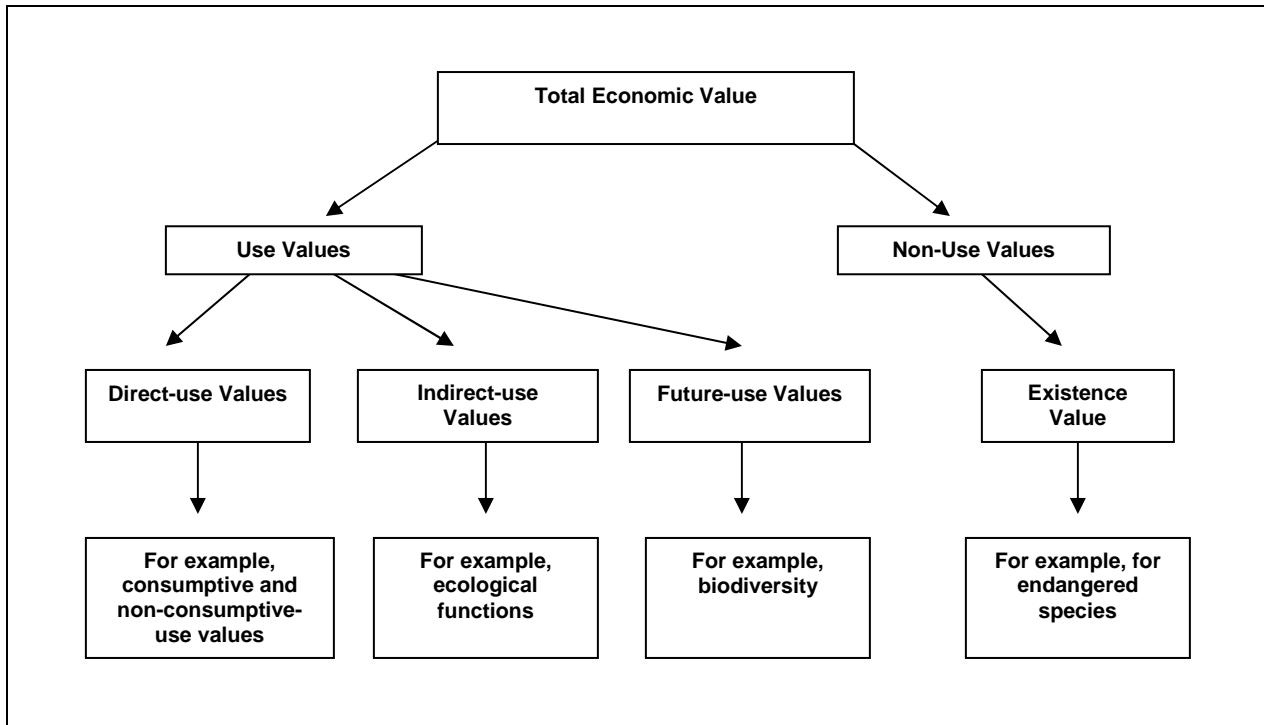 Total Economic Value
Use Values
Non-Use Values
Direct-use Values
Indirect-use
Values
Future-use Values
Existence
Value
For example,
consumptive and
non-consumptive-
use values
For example,
ecological
functions
For example,
biodiversity
For example, for
endangered
species